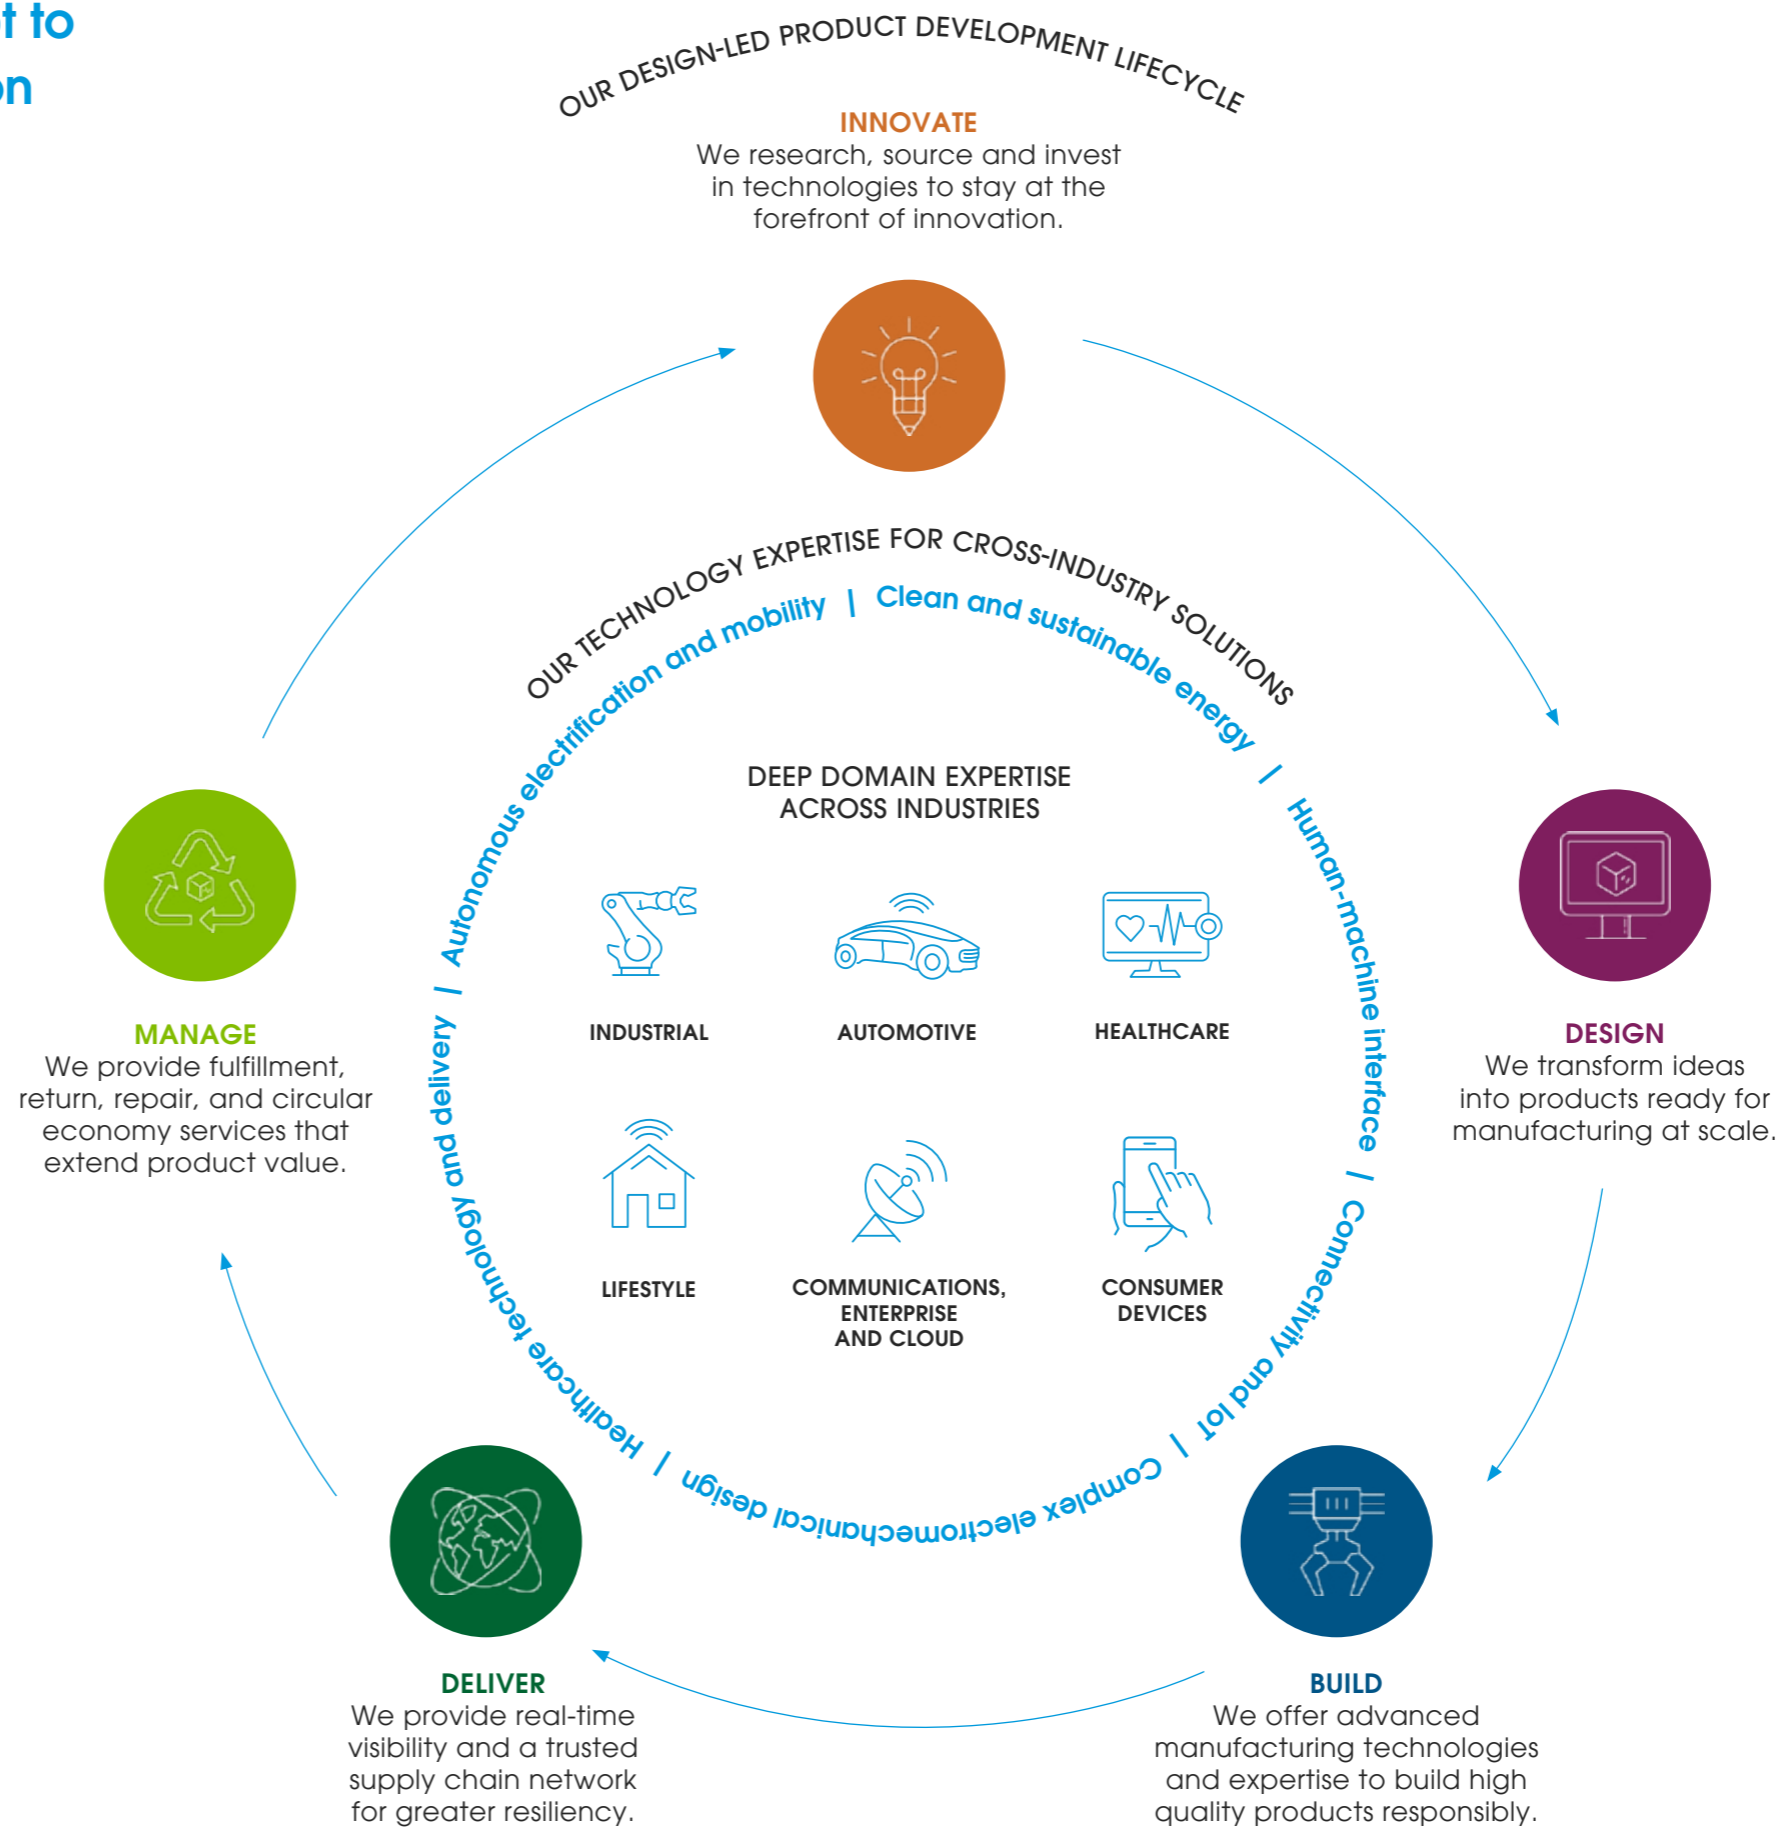 t to
on
OUR DESIGN-LED PRODUCT DEVELOPMENT LIFECYCLE
INNOVATE
We research, source and invest
in technologies to stay at the
forefront of innovation.
OUR TECHNOLOGY EXPERTISE FOR CROSS-INDUSTRY SOLUTIONS
Autonomous electrification and mobility | Clean and sustainable energy | Human-machine interface | Connectivity and IoT | Complex electromechanical design | Healthcare technology and delivery |
DEEP DOMAIN EXPERTISE
ACROSS INDUSTRIES
INDUSTRIAL
AUTOMOTIVE
HEALTHCARE
LIFESTYLE
COMMUNICATIONS,
ENTERPRISE
AND CLOUD
CONSUMER
DEVICES
DESIGN
We transform ideas
into products ready for
manufacturing at scale.
BUILD
We offer advanced
manufacturing technologies
and expertise to build high
quality products responsibly.
DELIVER
We provide real-time
visibility and a trusted
supply chain network
for greater resiliency.
MANAGE
We provide fulfillment,
return, repair, and circular
economy services that
extend product value.